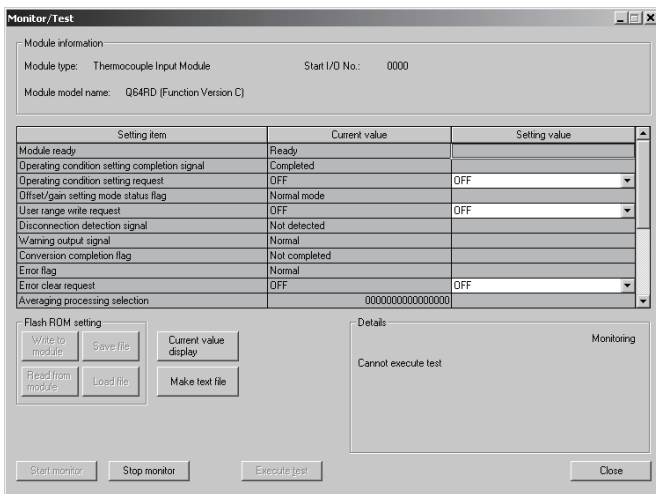 Monitor/Test
Module information
Module type: Thermocouple Input Module Start I/O No.: 0000
Module model name: Q64RD (Function Version C)
Setting item Current value Setting value
Module ready Ready
Operating condition setting completion signal Completed
Operating condition setting request OFF OFF
Offset/gain setting mode status flag Normal mode
User range write request OFF OFF
Disconnection detection signal Not detected
Warning output signal Normal
Conversion completion flag Not completed
Error flag Normal
Error clear request OFF OFF
Averaging processing selection 0000000000000000
Flash ROM setting
Write to module
Save file
Current value display
Read from module
Load file
Make text file
Details
Monitoring
Cannot execute test
Start monitor Stop monitor Execute test Close